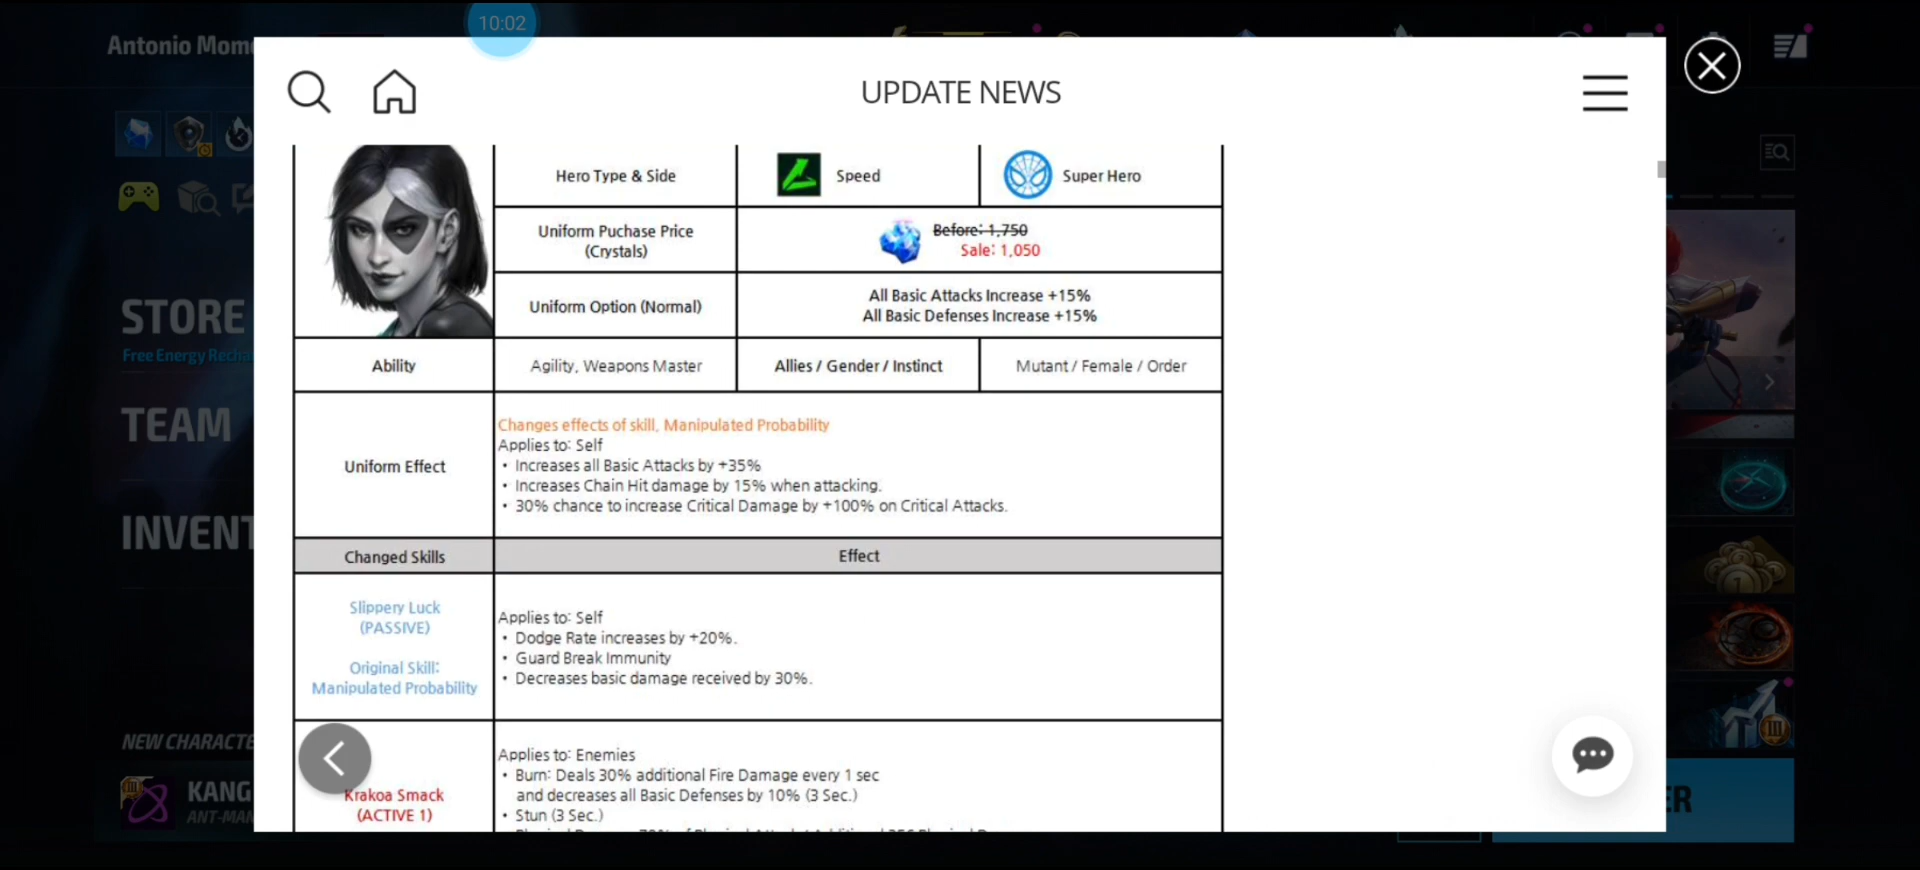 10:02
Antonio Mom
UPDATE NEWS
Hero Type & Side
Speed
Super Hero
Uniform Puchase Price
(Crystals)
Before: 1,750
Sale: 1,050
Uniform Option (Normal)
All Basic Attacks Increase +15%
All Basic Defenses Increase +15%
Ability
Agility, Weapons Master
Allies / Gender / Instinct
Mutant / Female / Order
Uniform Effect
Changes effects of skill, Manipulated Probability
Applies to: Self
• Increases all Basic Attacks by +35%
• Increases Chain Hit damage by 15% when attacking.
• 30% chance to increase Critical Damage by +100% on Critical Attacks.
Changed Skills
Effect
Slippery Luck
(PASSIVE)
Original Skill:
Manipulated Probability
Applies to: Self
• Dodge Rate increases by +20%.
• Guard Break Immunity
• Decreases basic damage received by 30%.
Krakoa Smack
(ACTIVE 1)
Applies to: Enemies
• Burn: Deals 30% additional Fire Damage every 1 sec
and decreases all Basic Defenses by 10% (3 Sec.)
• Stun (3 Sec.)
STORE
Free Energy Recha
TEAM
INVENT
NEW CHARACTE
KANG
ANT-MAN
ER